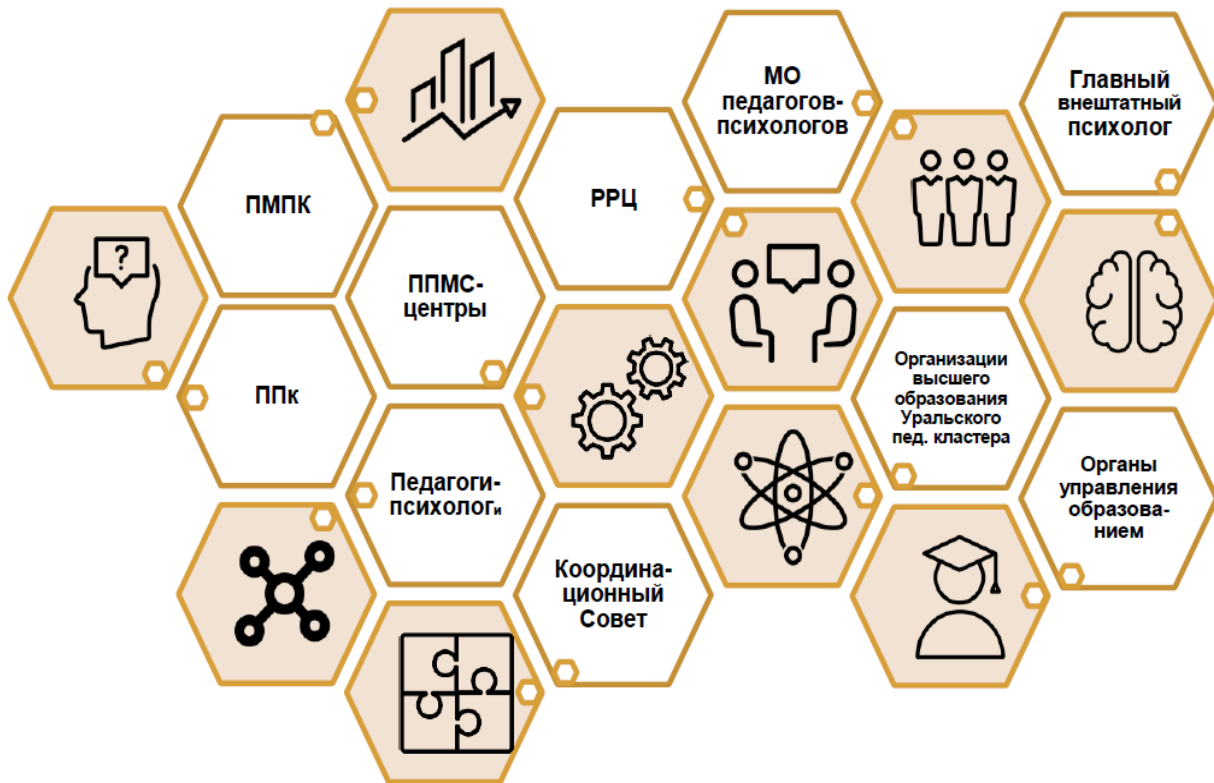 МО
педагогов-
психологов
Главный
внештатный
психолог
ПМПК
РРЦ
?
ППМС-
центры
ППк
Организации
высшего
образования
Уральского
пед. кластера
Педагоги-
психологи
Органы
управления
образова-
нием
Координа-
ционный
Совет